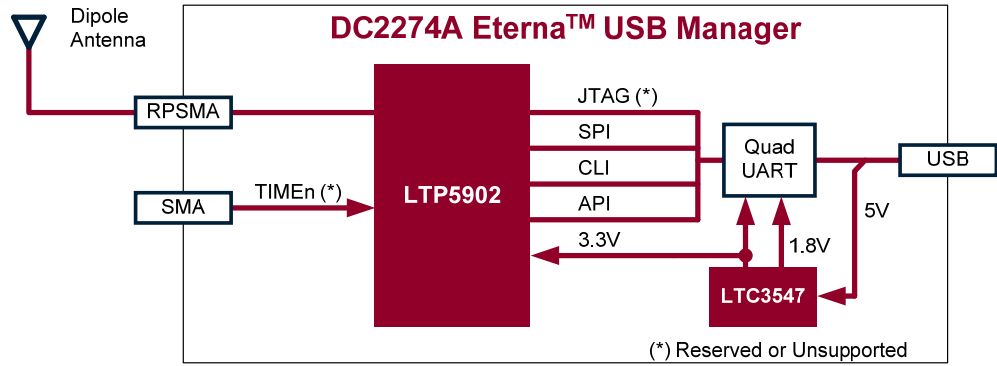 Dipole
Antenna
DC2274A Eterna™ USB Manager
RPSMA
JTAG (*)
SPI
CLI
API
Quad
UART
USB
SMA
TIMEn (*)
LTP5902
5V
3.3V
1.8V
LTC3547
(*) Reserved or Unsupported